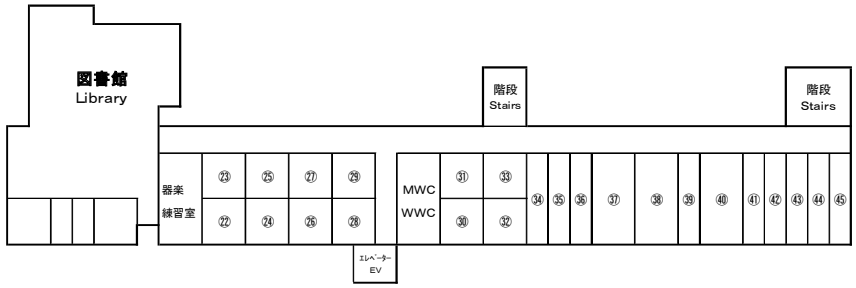 図書館
Library
階段
Stairs
階段
Stairs
器楽
練習室
㉓
㉕
㉗
㉙
㉒
㉔
㉖
㉘
MWC
WWC
㉛
㉝
㉚
㉜
㉞
㉟
㊱
㊲
㊳
㊴
㊵
㊶
㊷
㊸
㊹
㊺
エレベーター
EV